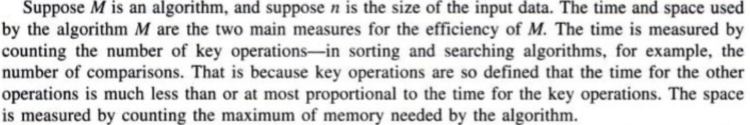 Suppose M is an algorithm, and suppose n is the size of the input data. The time and space used
by the algorithm M are the two main measures for the efficiency of M. The time is measured by
counting the number of key operations—in sorting and searching algorithms, for example, the
number of comparisons. That is because key operations are so defined that the time for the other
operations is much less than or at most proportional to the time for the key operations. The space
is measured by counting the maximum of memory needed by the algorithm.